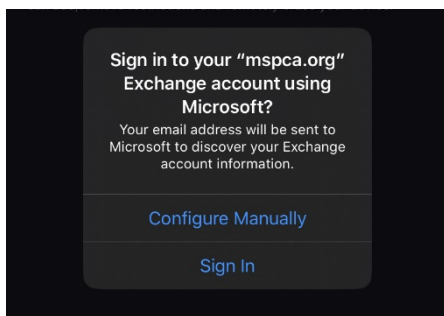 Sign in to your “mspca.org”
Exchange account using
Microsoft?
Your email address will be sent to
Microsoft to discover your Exchange
account information.
Configure Manually
Sign In